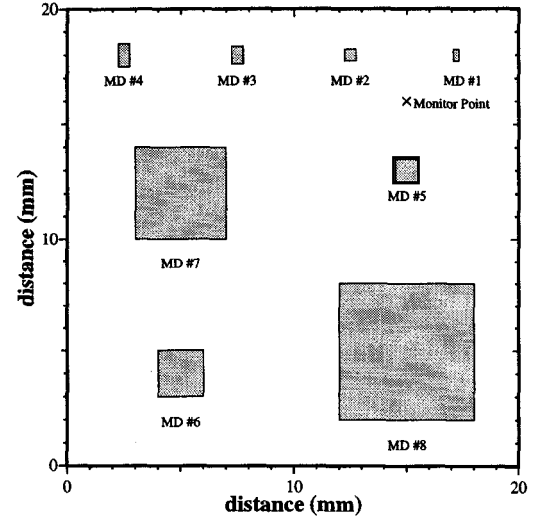 20
MD #4
MD #3
MD #2
MD #1
× Monitor Point
MD #5
10
MD #7
MD #6
MD #8
0
0
10
20
distance (mm)
distance (mm)